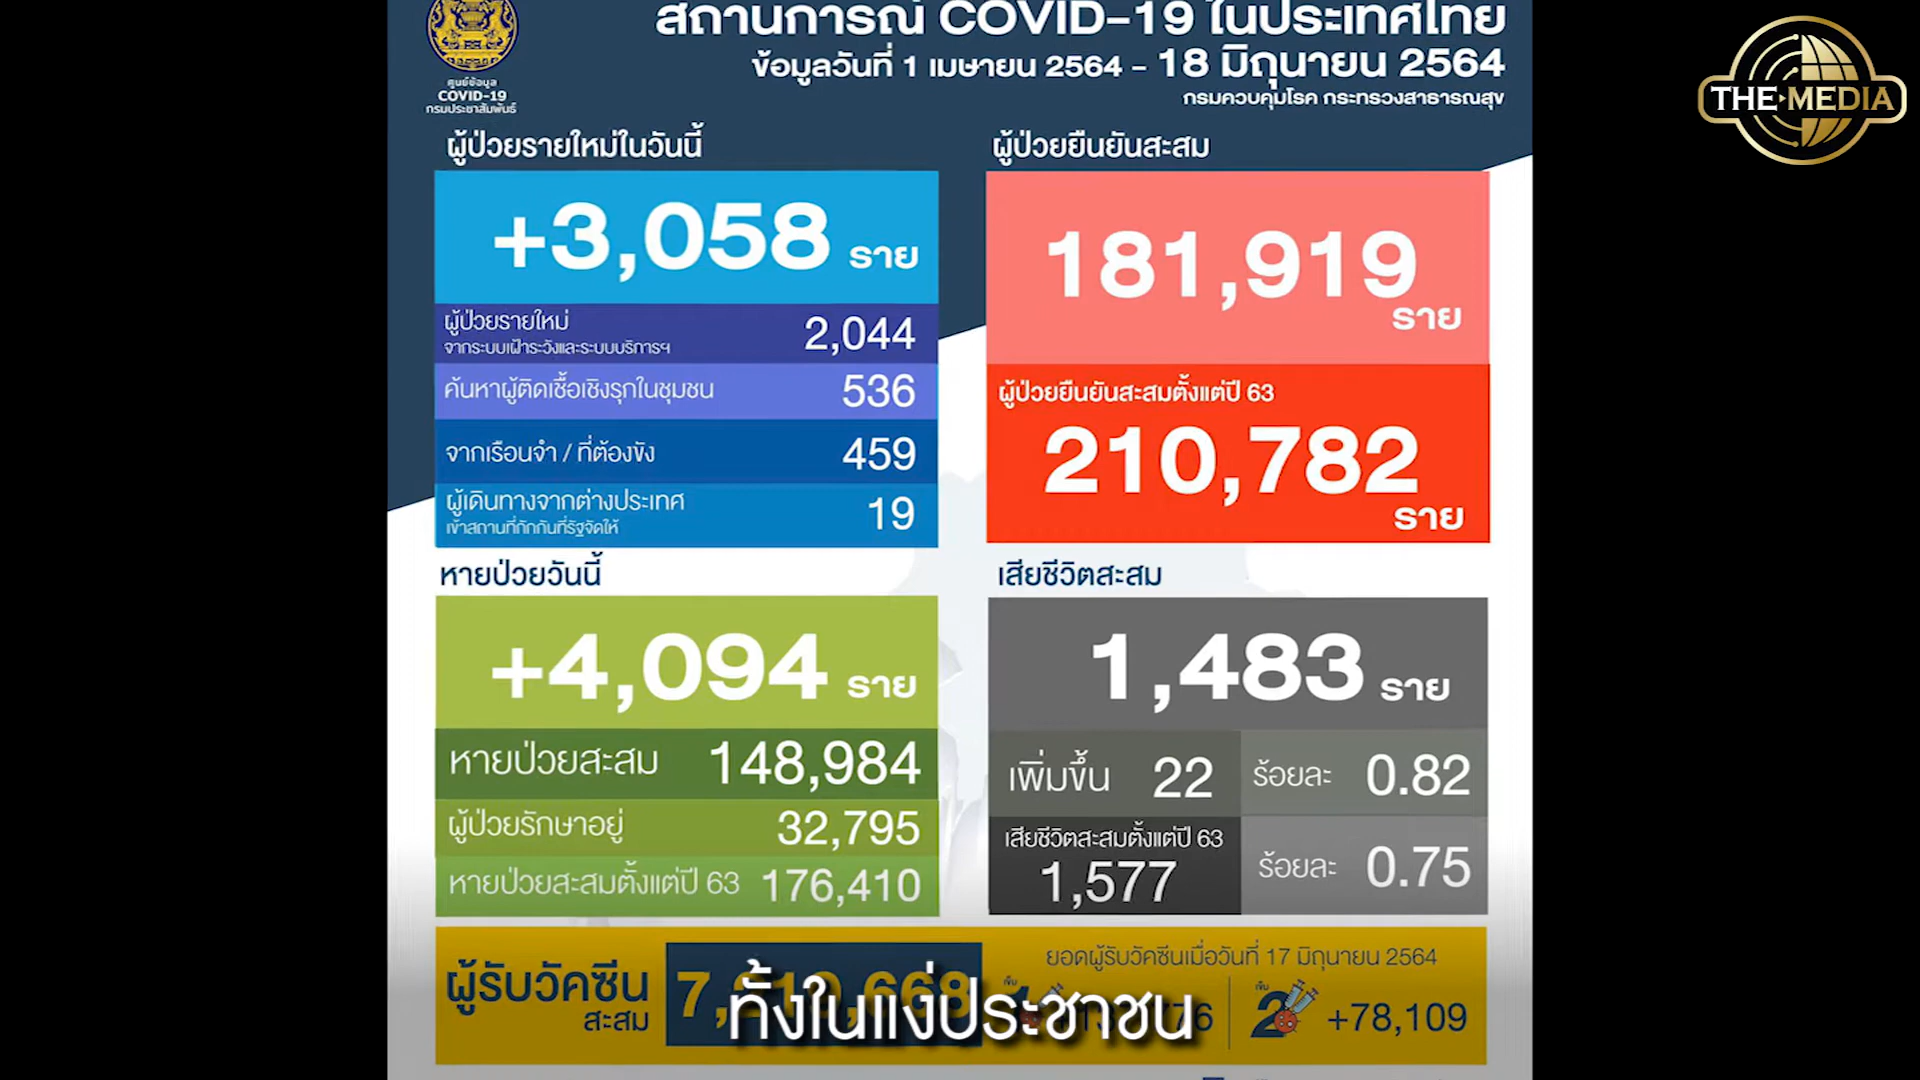 สถานการณ์ COVID-19 ในประเทศไทย
ข้อมูลวันที่ 1 เมษายน 2564 - 18 มิถุนายน 2564
กรมควบคุมโรค กระทรวงสาธารณสุข
ศูนย์ข้อมูล
COVID-19
กรมประชาสัมพันธ์
THE MEDIA
ผู้ป่วยรายใหม่ในวันนี้
+3,058 ราย
ผู้ป่วยรายใหม่
จากระบบเฝ้าระวังและระบบบริการฯ
2,044
ค้นหาผู้ติดเชื้อเชิงรุกในชุมชน 536
จากเรือนจำ / ที่ต้องขัง 459
ผู้เดินทางจากต่างประเทศ
เข้าสถานที่กักกันที่รัฐจัดให้
19
ผู้ป่วยยืนยันสะสม
181,919
ราย
ผู้ป่วยยืนยันสะสมตั้งแต่ปี 63
210,782
ราย
หายป่วยวันนี้
+4,094 ราย
หายป่วยสะสม 148,984
ผู้ป่วยรักษาอยู่ 32,795
หายป่วยสะสมตั้งแต่ปี 63 176,410
เสียชีวิตสะสม
1,483 ราย
เพิ่มขึ้น 22 ร้อยละ 0.82
เสียชีวิตสะสมตั้งแต่ปี 63
1,577 ร้อยละ 0.75
ผู้รับวัคซีน
สะสม
ยอดผู้รับวัคซีนเมื่อวันที่ 17 มิถุนายน 2564
เข็ม
2 +78,109
ทั้งในแง่ประชาชน